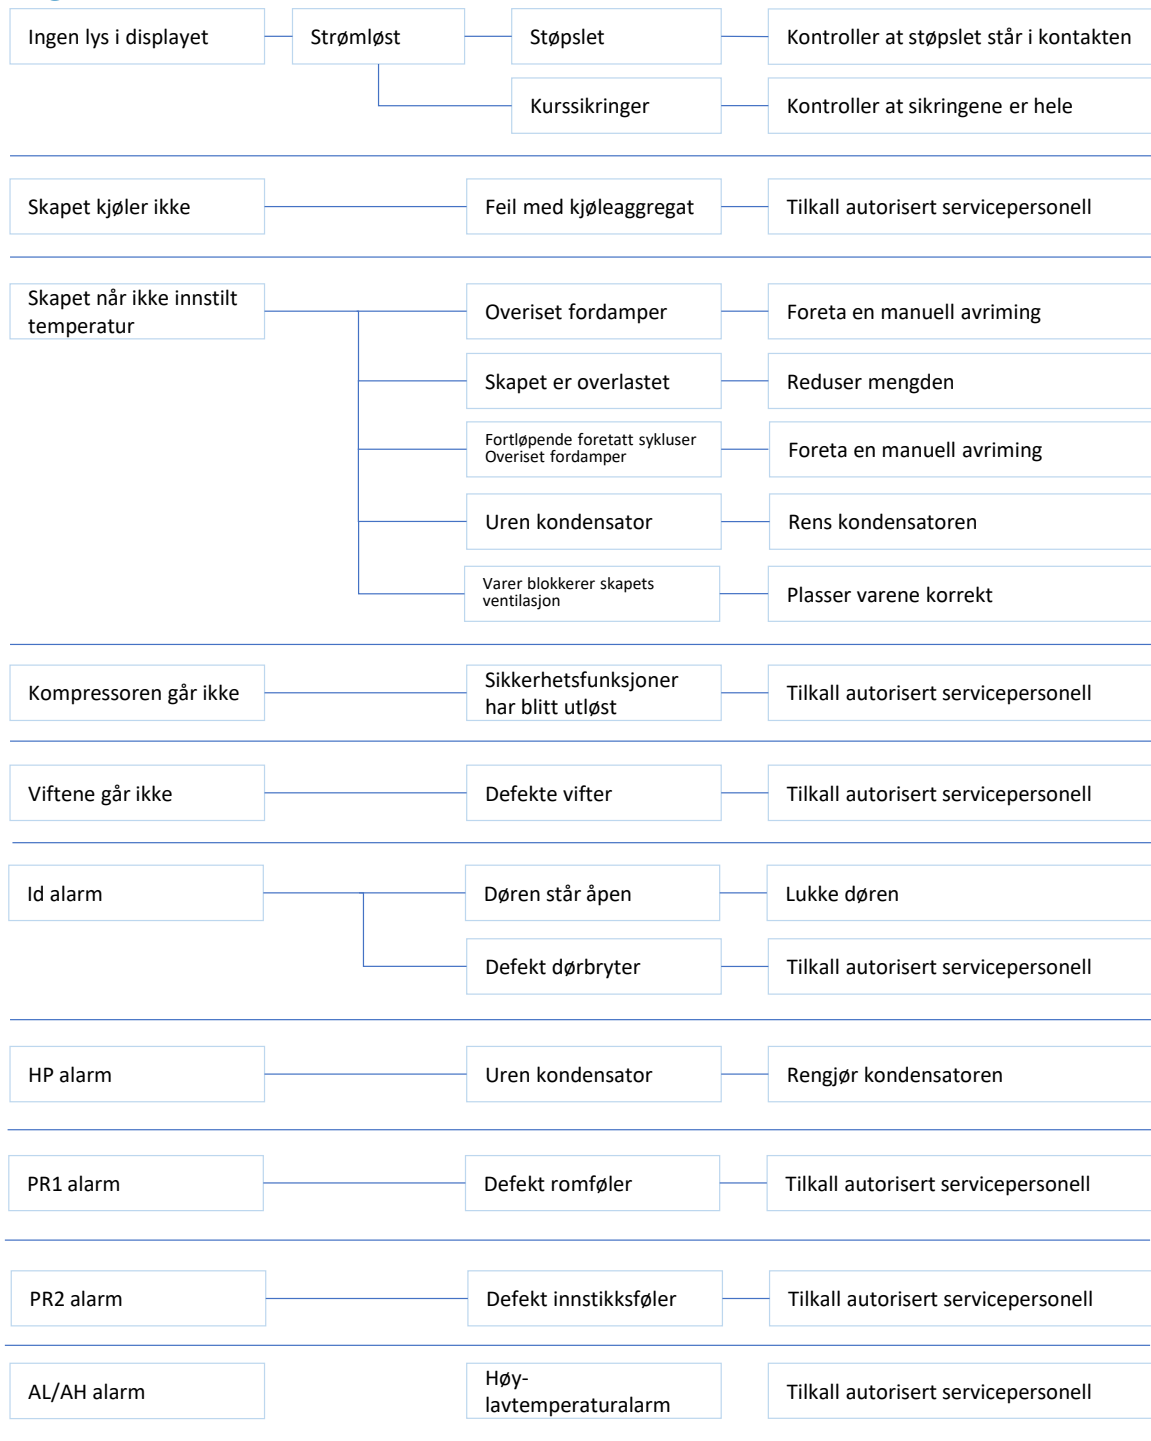 Ingen lys i displayet
Strømløst
Støpslet
Kontroller at støpslet står i kontakten
Kurssikringer
Kontroller at sikringene er hele
Skapet kjøler ikke
Feil med kjøleaggregat
Tilkall autorisert servicepersonell
Skapet når ikke innstilt
temperatur
Overiset fordamper
Foreta en manuell avriming
Skapet er overlastet
Reduser mengden
Fortløpende foretatt sykluser
Overiset fordamper
Foreta en manuell avriming
Uren kondensator
Rens kondensatoren
Varer blokkerer skapets
ventilasjon
Plasser varene korrekt
Kompressoren går ikke
Sikkerhetsfunksjoner
har blitt utløst
Tilkall autorisert servicepersonell
Viftene går ikke
Defekte vifter
Tilkall autorisert servicepersonell
Id alarm
Døren står åpen
Lukke døren
Defekt dørbryter
Tilkall autorisert servicepersonell
HP alarm
Uren kondensator
Rengjør kondensatoren
PR1 alarm
Defekt romføler
Tilkall autorisert servicepersonell
PR2 alarm
Defekt innstikksføler
Tilkall autorisert servicepersonell
AL/AH alarm
Høy-
lavtemperaturalarm
Tilkall autorisert servicepersonell